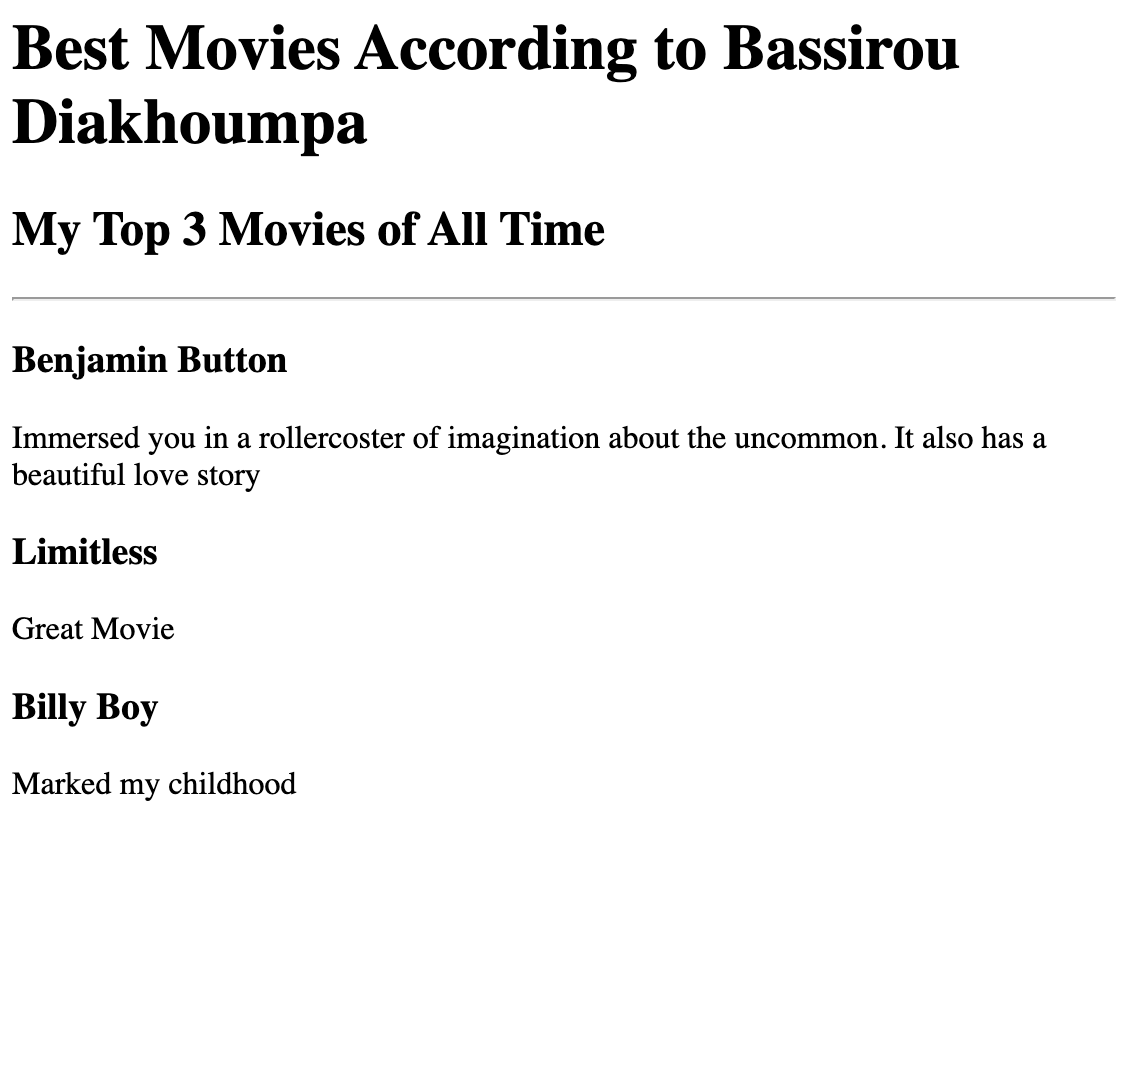 Best Movies According to Bassirou
Diakhoumpa
My Top 3 Movies of All Time
Benjamin Button
Immersed you in a rollercoster of imagination about the uncommon. It also has a
beautiful love story
Limitless
Great Movie
Billy Boy
Marked my childhood